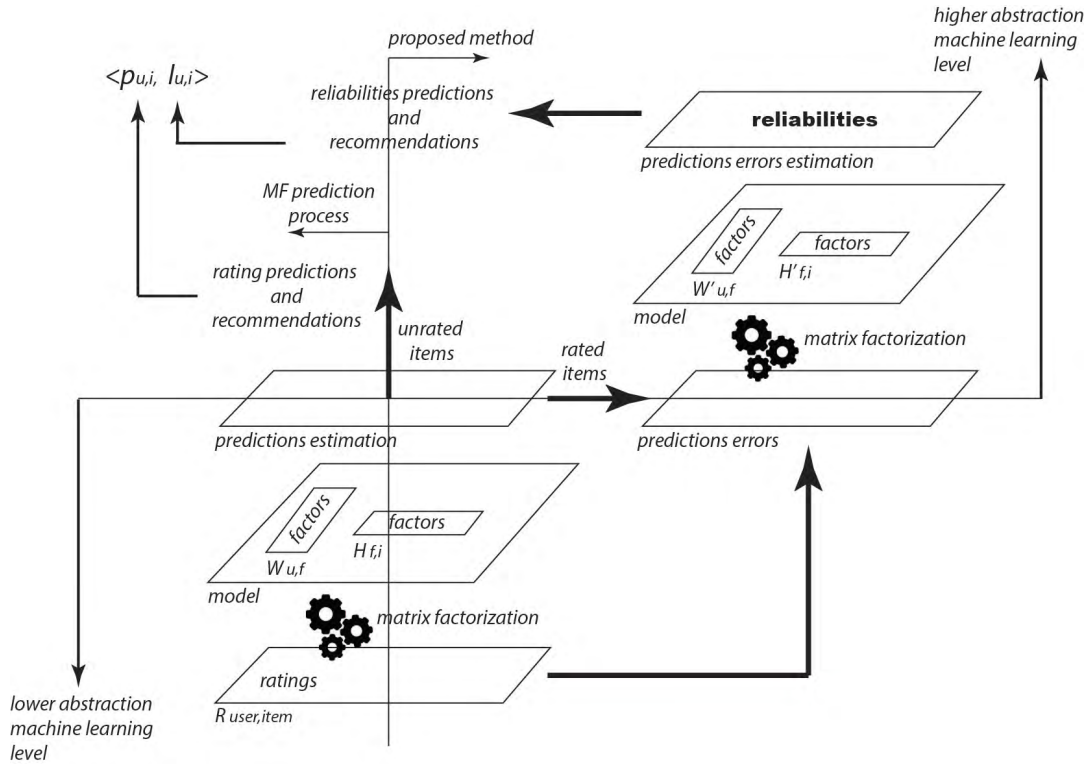 proposed method
higher abstraction
machine learning
level
<pu,i, lu,i>
reliabilities predictions
and
recommendations
reliabilities
predictions errors estimation
MF prediction
process
factors
factors
W' u,f
H' f,i
model
rating predictions
and
recommendations
unrated
items
rated
items
matrix factorization
predictions estimation
predictions errors
factors
factors
W u,f
H f,i
model
matrix factorization
ratings
R user,item
lower abstraction
machine learning
level